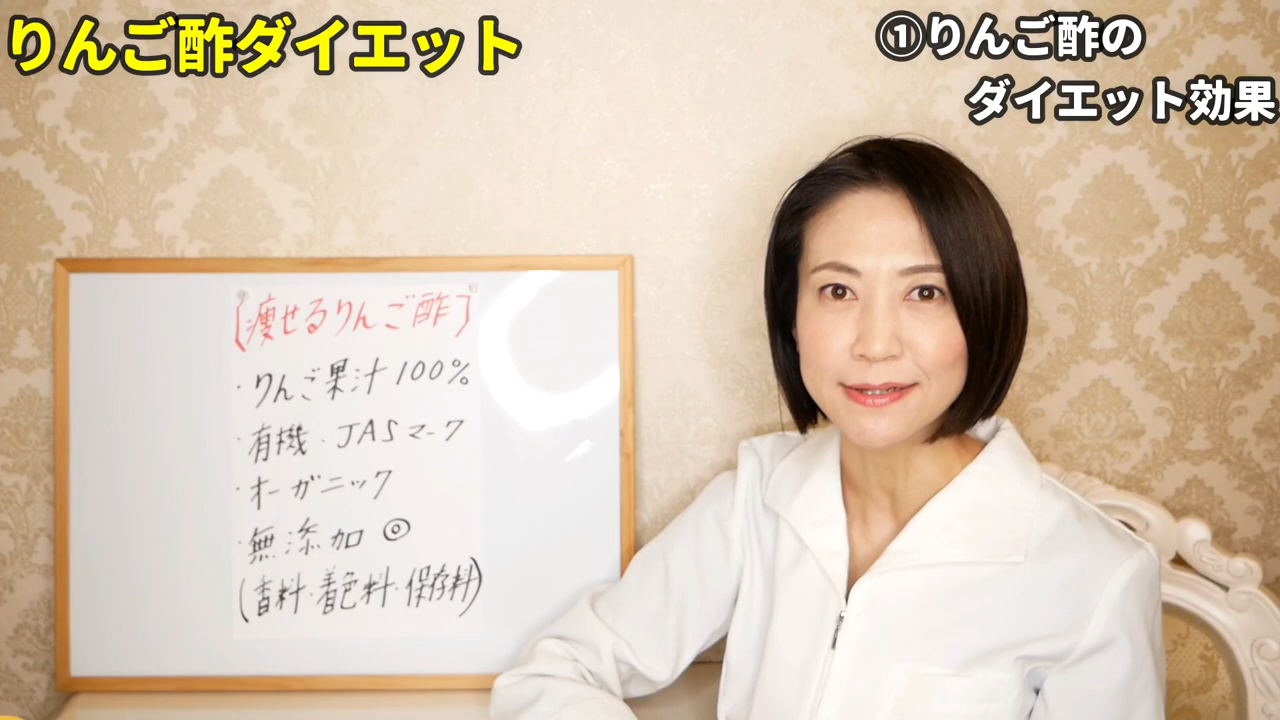 りんご酢ダイエット
①りんご酢の
ダイエット効果
[痩せるりんご酢]
・りんご果汁100%
・有機・JASマーク
・オーガニック
・無添加◎
(香料・着色料・保存料)